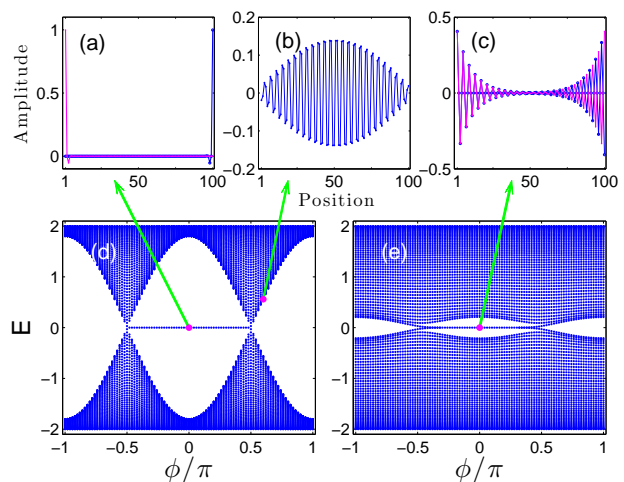 (a) (b) (c)
Amplitude
1 0.5 0
0.2 0.1 0 −0.1 −0.2
0.5 0 −0.5
1 50 100 1 50 100 1 50 100
Position
(d) (e)
E
2 1 0 −1 −2
2 1 0 −1 −2
−1 −0.5 0 0.5 1 −1 −0.5 0 0.5 1
ϕ/π ϕ/π